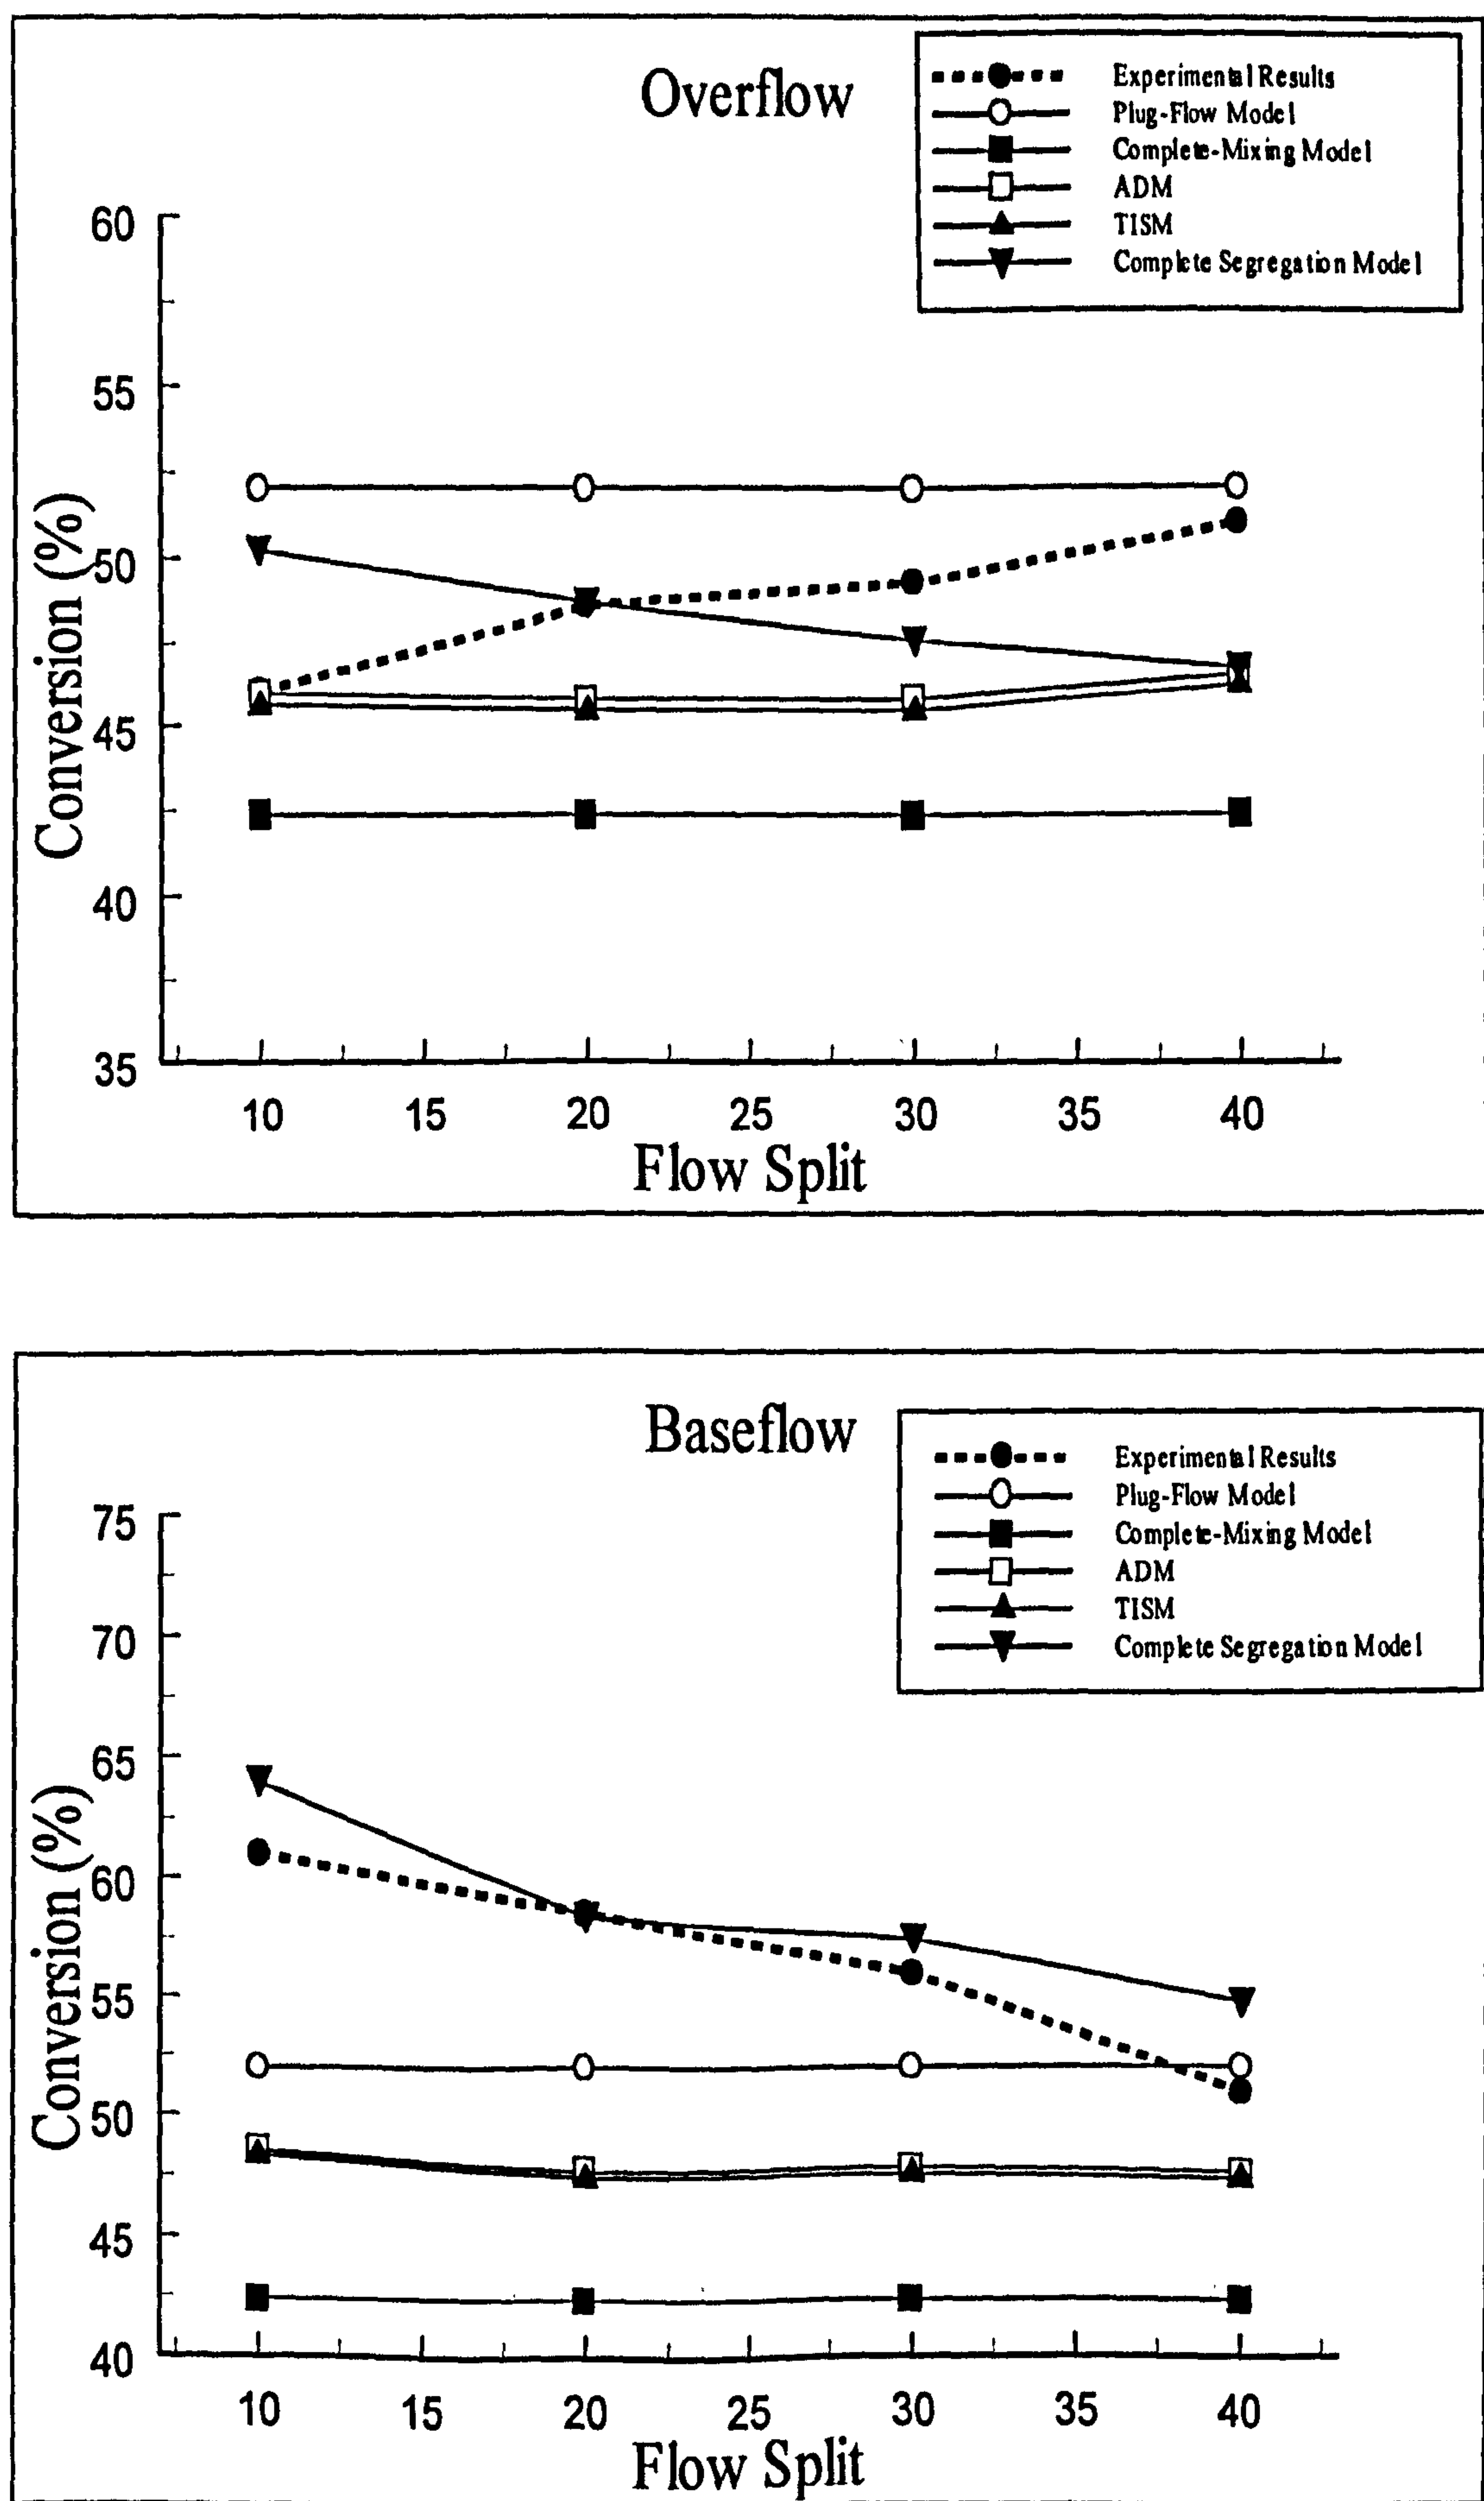 Overflow
Experimental Results
Plug-Flow Model
Complete-Mixing Model
ADM
TISM
Complete Segregation Model
60
55
50
45
40
35
Conversion (%)
10 15 20 25 30 35 40
Flow Split
Baseflow
Experimental Results
Plug-Flow Model
Complete-Mixing Model
ADM
TISM
Complete Segregation Model
75
70
65
60
55
50
45
40
Conversion (%)
10 15 20 25 30 35 40
Flow Split